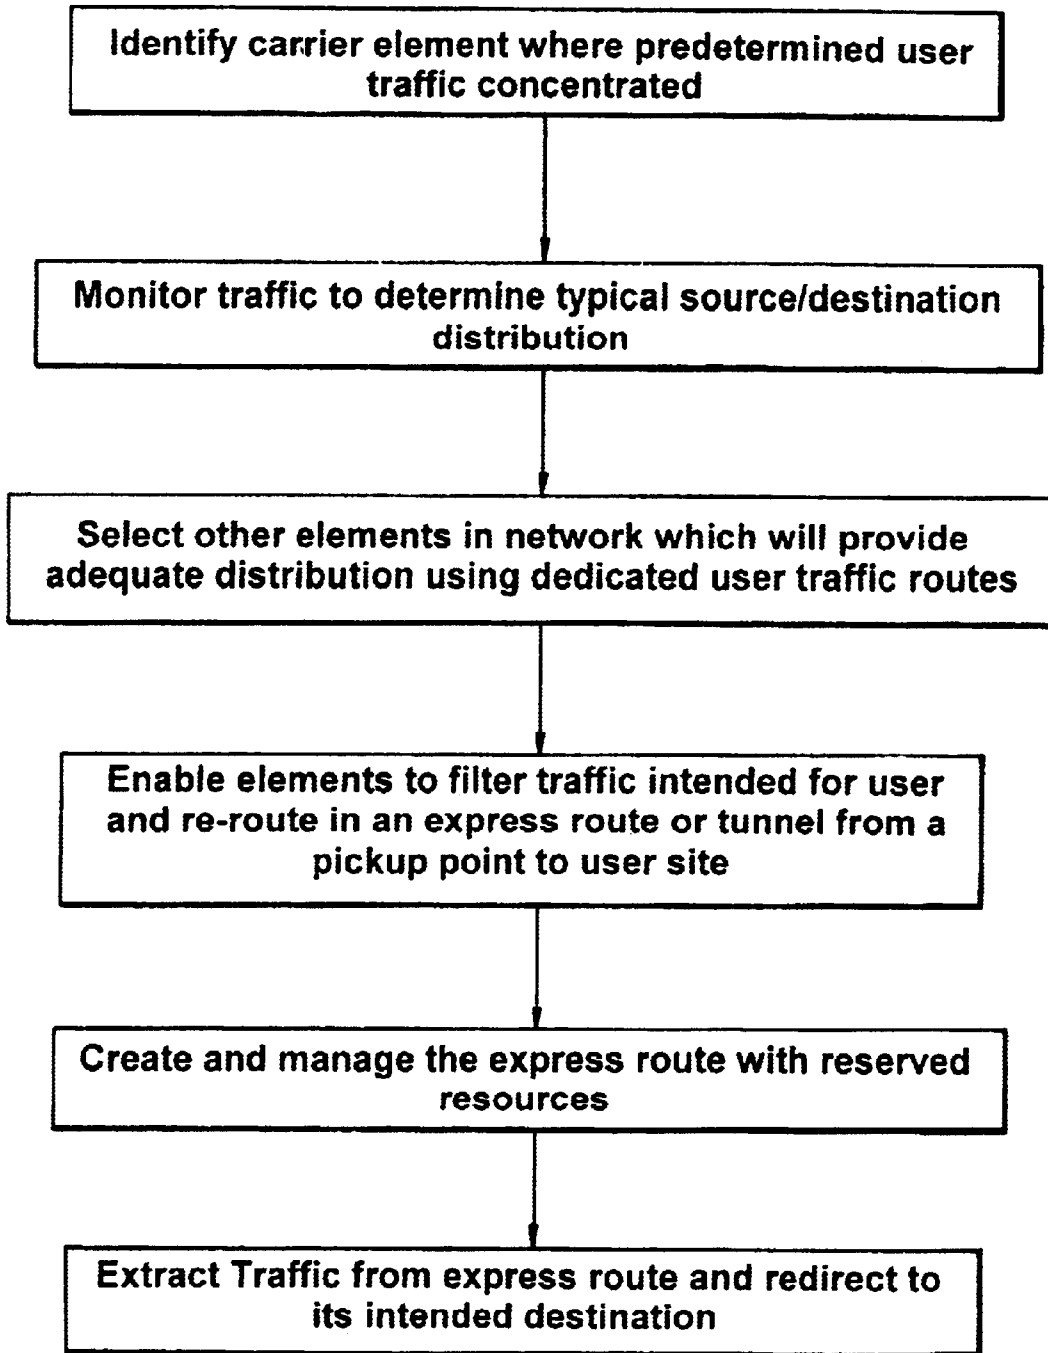 Identify carrier element where predetermined user
traffic concentrated
Monitor traffic to determine typical source/destination
distribution
Select other elements in network which will provide
adequate distribution using dedicated user traffic routes
Enable elements to filter traffic intended for user
and re-route in an express route or tunnel from a
pickup point to user site
Create and manage the express route with reserved
resources
Extract Traffic from express route and redirect to
its intended destination